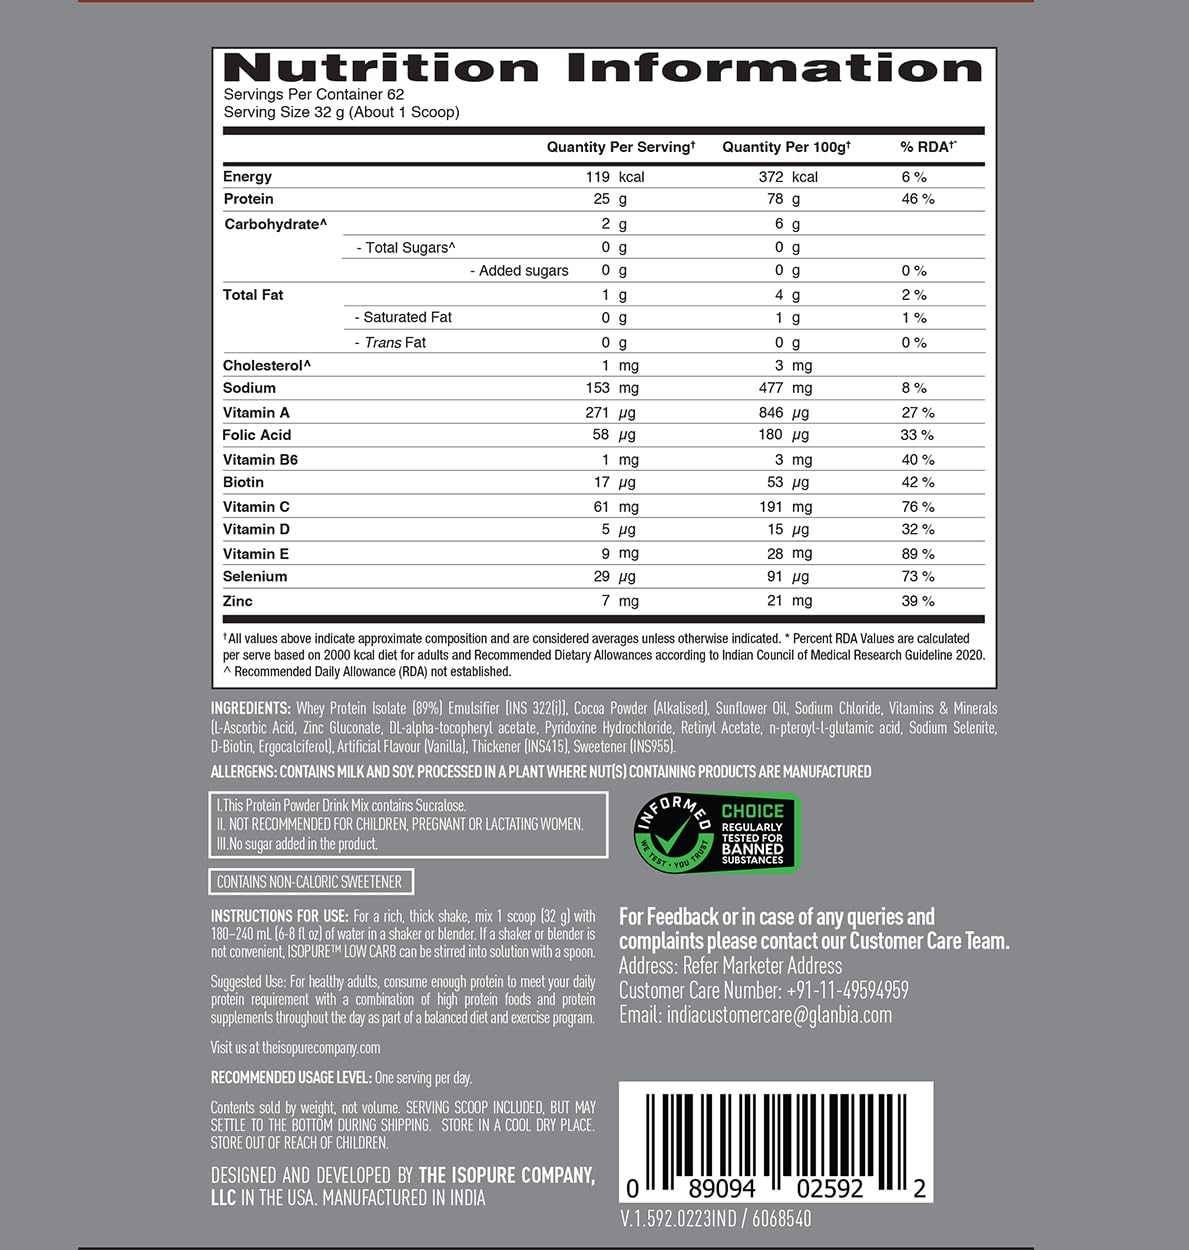 Nutrition Information
Servings Per Container 62
Serving Size 32 g (About 1 Scoop)
Quantity Per Serving† Quantity Per 100g† % RDA†*
Energy 119 kcal 372 kcal 6 %
Protein 25 g 78 g 46 %
Carbohydrate^ 2 g 6 g
- Total Sugars^ 0 g 0 g
- Added sugars 0 g 0 g 0 %
Total Fat 1 g 4 g 2 %
- Saturated Fat 0 g 1 g 1 %
- Trans Fat 0 g 0 g 0 %
Cholesterol^ 1 mg 3 mg
Sodium 153 mg 477 mg 8 %
Vitamin A 271 µg 846 µg 27 %
Folic Acid 58 µg 180 µg 33 %
Vitamin B6 1 mg 3 mg 40 %
Biotin 17 µg 53 µg 42 %
Vitamin C 61 mg 191 mg 76 %
Vitamin D 5 µg 15 µg 32 %
Vitamin E 9 mg 28 mg 89 %
Selenium 29 µg 91 µg 73 %
Zinc 7 mg 21 mg 39 %
†All values above indicate approximate composition and are considered averages unless otherwise indicated. * Percent RDA Values are calculated
per serve based on 2000 kcal diet for adults and Recommended Dietary Allowances according to Indian Council of Medical Research Guideline 2020.
^ Recommended Daily Allowance (RDA) not established.
INGREDIENTS: Whey Protein Isolate (89%) Emulsifier [INS 322(i)], Cocoa Powder (Alkalised), Sunflower Oil, Sodium Chloride, Vitamins & Minerals
(L-Ascorbic Acid, Zinc Gluconate, DL-alpha-tocopheryl acetate, Pyridoxine Hydrochloride, Retinyl Acetate, n-pteroyl-l-glutamic acid, Sodium Selenite,
D-Biotin, Ergocalciferol), Artificial Flavour (Vanilla), Thickener (INS415), Sweetener (INS955).
ALLERGENS: CONTAINS MILK AND SOY. PROCESSED IN A PLANT WHERE NUT(S) CONTAINING PRODUCTS ARE MANUFACTURED
I.This Protein Powder Drink Mix contains Sucralose.
II. NOT RECOMMENDED FOR CHILDREN, PREGNANT OR LACTATING WOMEN.
III.No sugar added in the product.
INFORMED
WE TEST • YOU TRUST
CHOICE
REGULARLY
TESTED FOR
BANNED
SUBSTANCES
CONTAINS NON-CALORIC SWEETENER
INSTRUCTIONS FOR USE: For a rich, thick shake, mix 1 scoop (32 g) with
180–240 mL (6-8 fl oz) of water in a shaker or blender. If a shaker or blender is
not convenient, ISOPURE™ LOW CARB can be stirred into solution with a spoon.
Suggested Use: For healthy adults, consume enough protein to meet your daily
protein requirement with a combination of high protein foods and protein
supplements throughout the day as part of a balanced diet and exercise program.
Visit us at theisopurecompany.com
RECOMMENDED USAGE LEVEL: One serving per day.
Contents sold by weight, not volume. SERVING SCOOP INCLUDED, BUT MAY
SETTLE TO THE BOTTOM DURING SHIPPING. STORE IN A COOL DRY PLACE.
STORE OUT OF REACH OF CHILDREN.
DESIGNED AND DEVELOPED BY THE ISOPURE COMPANY,
LLC IN THE USA. MANUFACTURED IN INDIA
For Feedback or in case of any queries and
complaints please contact our Customer Care Team.
Address: Refer Marketer Address
Customer Care Number: +91-11-49594959
Email: indiacustomercare@glanbia.com
0 89094 02592 2
V.1.592.0223IND / 6068540